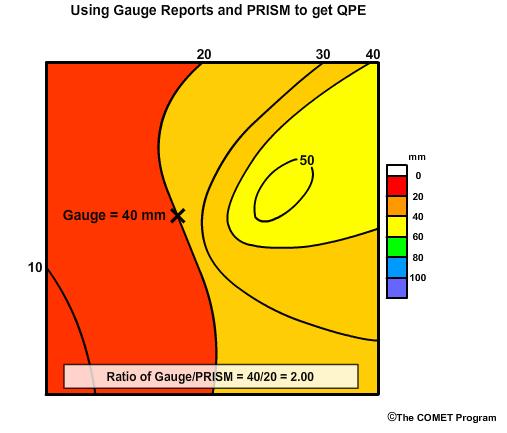 Using Gauge Reports and PRISM to get QPE
20 30 40
50
mm
0
20
40
60
80
100
Gauge = 40 mm
10
Ratio of Gauge/PRISM = 40/20 = 2.00
©The COMET Program